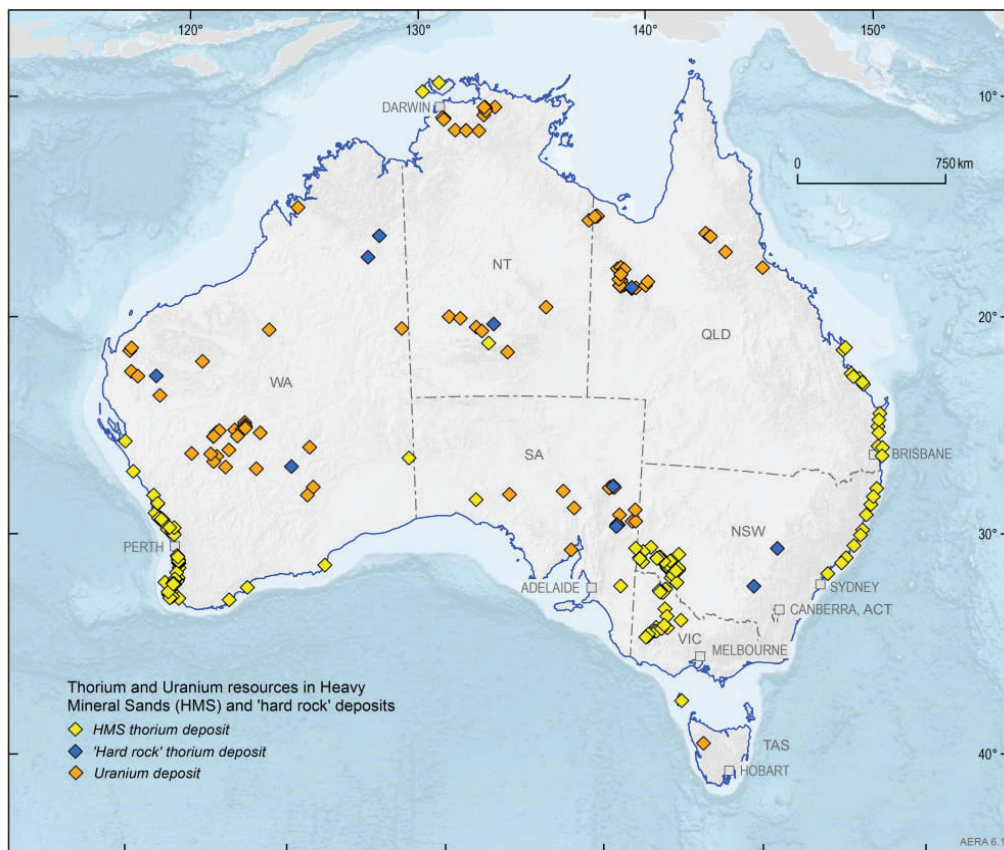 120°
130°
140°
150°
10°
DARWIN
0
750 km
NT
20°
QLD
WA
SA
BRISBANE
30°
NSW
PERTH
ADELAIDE
SYDNEY
CANBERRA, ACT
VIC
MELBOURNE
Thorium and Uranium resources in Heavy
Mineral Sands (HMS) and 'hard rock' deposits
HMS thorium deposit
'Hard rock' thorium deposit
Uranium deposit
TAS
40°
HOBART
AERA 6.1